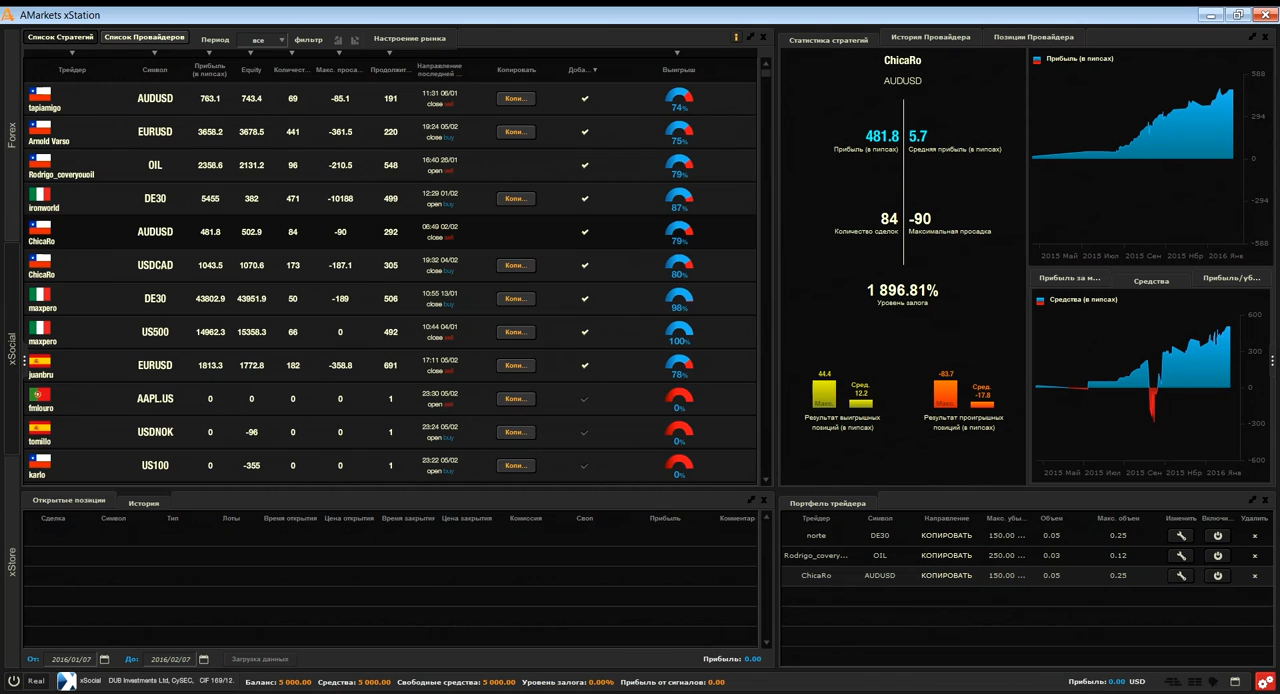 AMarkets xStation
Список Стратегий Список Провайдеров Период все фильтр Настроение рынка
Трейдер Символ Прибыль (в пипсах) Equity Количест... Макс. проса... Продолжит... Направление последней ... Копировать Доба... Выигрыш
tapiamigo AUDUSD 763.1 743.4 69 -85.1 191 11:31 06/01 close sell Копи... 74%
Arnold Varso EURUSD 3658.2 3678.5 441 -361.5 220 19:24 05/02 close buy Копи... 75%
Rodrigo_coveryouoil OIL 2358.6 2131.2 96 -210.5 548 16:40 26/01 close sell Копи... 79%
ironworld DE30 5455 382 471 -10188 499 12:29 01/02 open buy Копи... 87%
ChicaRo AUDUSD 481.8 502.9 84 -90 292 06:49 02/02 close sell 79%
ChicaRo USDCAD 1043.5 1070.6 173 -187.1 305 19:32 04/02 close buy Копи... 80%
maxpero DE30 43802.9 43951.9 50 -189 506 10:55 13/01 open buy Копи... 98%
maxpero US500 14962.3 15358.3 66 0 492 10:44 04/01 open buy Копи... 100%
juanbru EURUSD 1813.3 1772.8 182 -358.8 691 17:11 05/02 close sell Копи... 78%
fmlouro AAPL.US 0 0 0 0 1 23:30 05/02 open sell Копи... 0%
tomillo USDNOK 0 -96 0 0 1 23:24 05/02 open buy Копи... 0%
karlo US100 0 -355 0 0 1 23:22 05/02 open buy Копи... 0%
Forex
xSocial
xStore
Статистика стратегий История Провайдера Позиции Провайдера
ChicaRo
AUDUSD
481.8 5.7
Прибыль (в пипсах) Средняя прибыль (в пипсах)
84 -90
Количество сделок Максимальная просадка
1 896.81%
Уровень залога
44.4 Сред. 12.2 Макс.
-83.7 Сред. -17.8 Макс.
Результат выигрышных позиций (в пипсах)
Результат проигрышных позиций (в пипсах)
Прибыль (в пипсах)
588
294
0
-294
-588
2015 Май 2015 Июл 2015 Сен 2015 Нбр 2016 Янв
Прибыль за м... Средства Прибыль/уб...
Средства (в пипсах)
600
300
0
-300
-600
2015 Май 2015 Июл 2015 Сен 2015 Нбр 2016 Янв
Открытые позиции История
Сделка Символ Тип Лоты Время открытия Цена открытия Время закрытия Цена закрытия Комиссия Своп Прибыль Комментар
От: 2016/01/07 До: 2016/02/07 Загрузка данных Прибыль: 0.00
Портфель трейдера
Трейдер Символ Направление Макс. убы... Объем Макс. объем Изменить Включи... Удалить
norte DE30 КОПИРОВАТЬ 150.00 ... 0.05 0.25
Rodrigo_covery... OIL КОПИРОВАТЬ 250.00 ... 0.03 0.12
ChicaRo AUDUSD КОПИРОВАТЬ 150.00 ... 0.05 0.25
Real xSocial DUB Investments Ltd, CySEC, CIF 169/12. Баланс: 5 000.00 Средства: 5 000.00 Свободные средства: 5 000.00 Уровень залога: 0.00% Прибыль от сигналов: 0.00 Прибыль: 0.00 USD